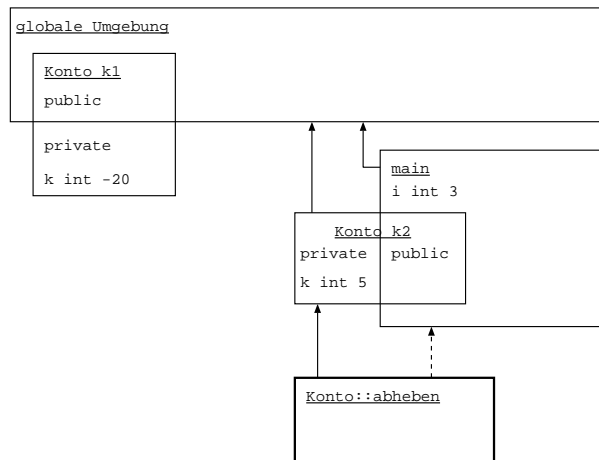 globale Umgebung
Konto k1
public
private
k int -20
main
i int 3
Konto k2
private public
k int 5
Konto::abheben